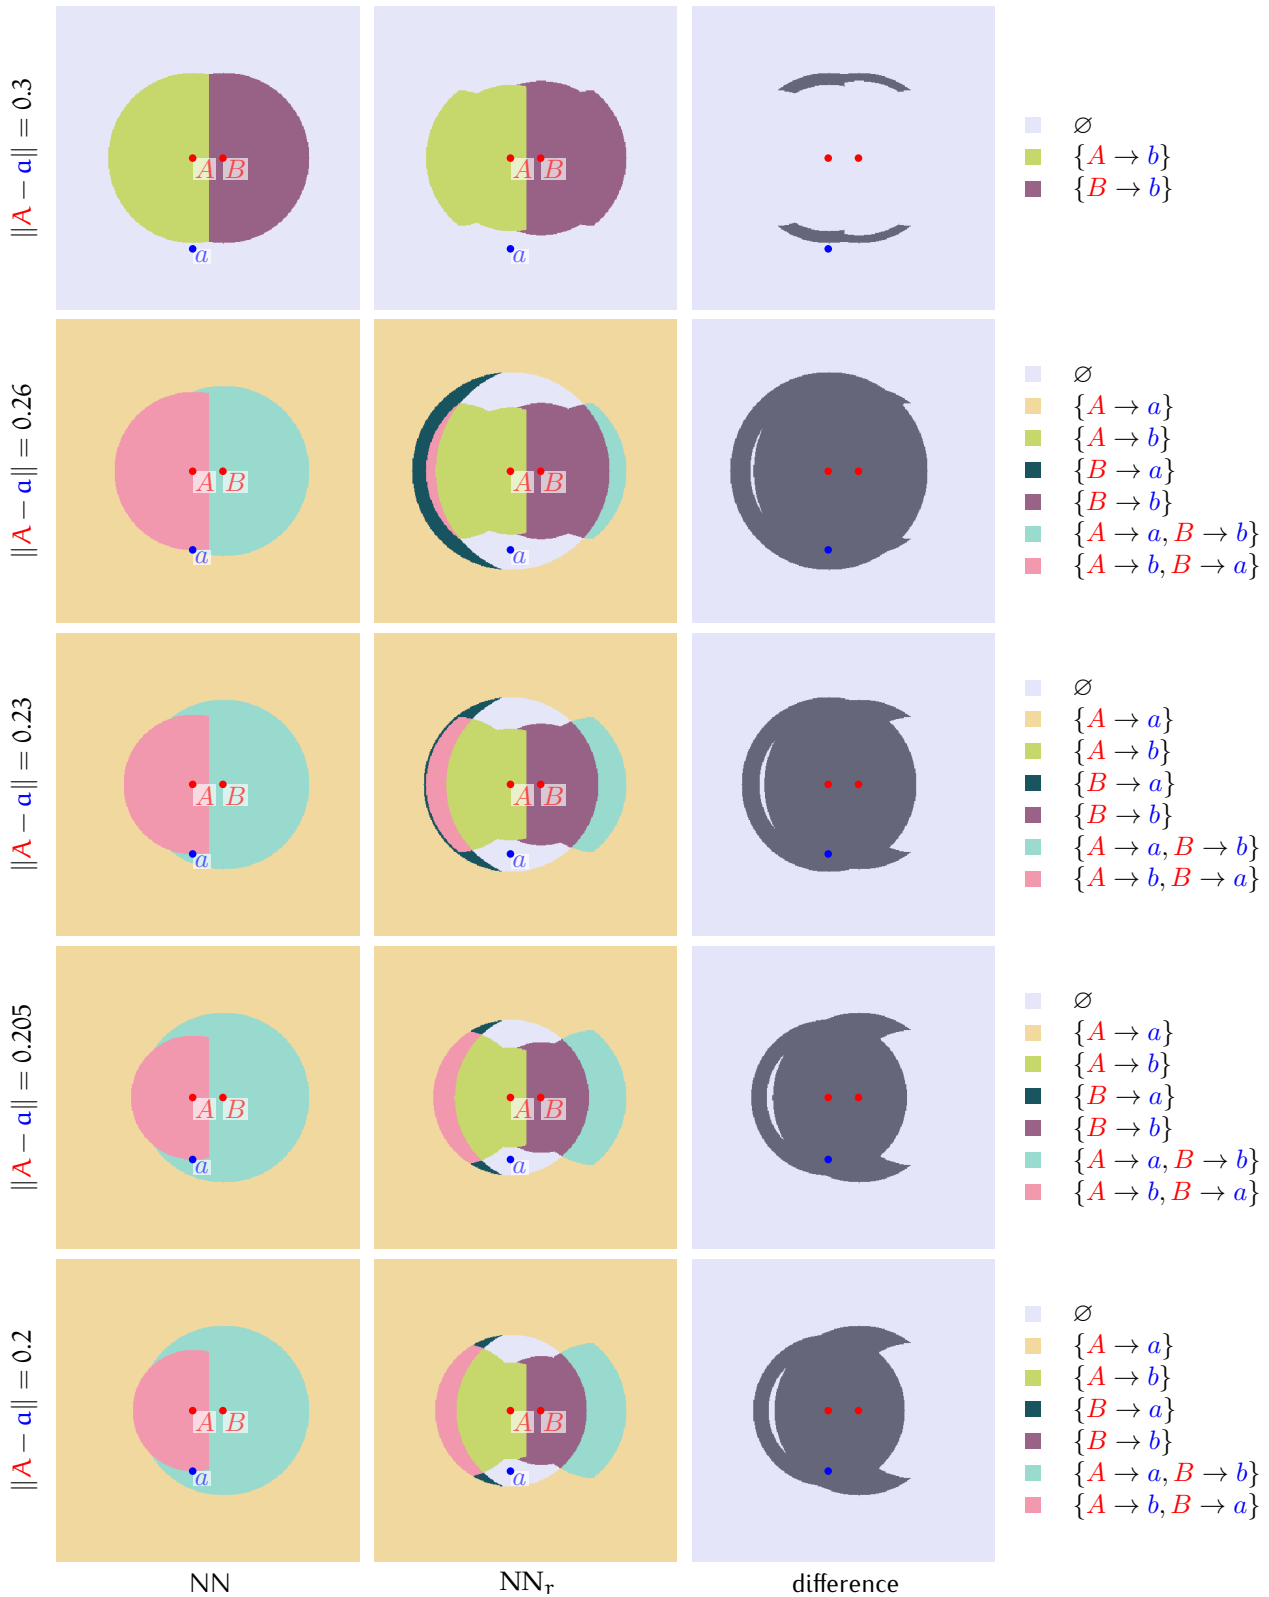 ‖A − a‖ = 0.3
A B
a
A B
a
∅
{A → b}
{B → b}
‖A − a‖ = 0.26
A B
a
A B
a
∅
{A → a}
{A → b}
{B → a}
{B → b}
{A → a, B → b}
{A → b, B → a}
‖A − a‖ = 0.23
A B
a
A B
a
∅
{A → a}
{A → b}
{B → a}
{B → b}
{A → a, B → b}
{A → b, B → a}
‖A − a‖ = 0.205
A B
a
A B
a
∅
{A → a}
{A → b}
{B → a}
{B → b}
{A → a, B → b}
{A → b, B → a}
‖A − a‖ = 0.2
A B
a
A B
a
∅
{A → a}
{A → b}
{B → a}
{B → b}
{A → a, B → b}
{A → b, B → a}
NN NNᵣ difference